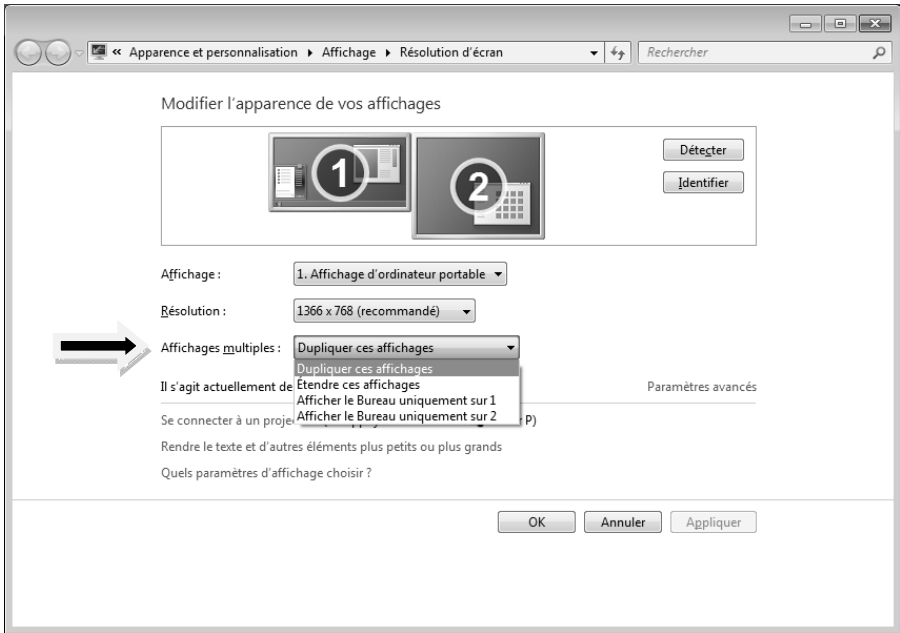 « Apparence et personnalisation ▸ Affichage ▸ Résolution d'écran Rechercher
Modifier l'apparence de vos affichages
1 2
Détecter
Identifier
Affichage : 1. Affichage d'ordinateur portable
Résolution : 1366 x 768 (recommandé)
Affichages multiples : Dupliquer ces affichages
Dupliquer ces affichages
Étendre ces affichages
Afficher le Bureau uniquement sur 1
Afficher le Bureau uniquement sur 2
Il s'agit actuellement de Paramètres avancés
Se connecter à un P)
Rendre le texte et d'autres éléments plus petits ou plus grands
Quels paramètres d'affichage choisir ?
OK Annuler Appliquer